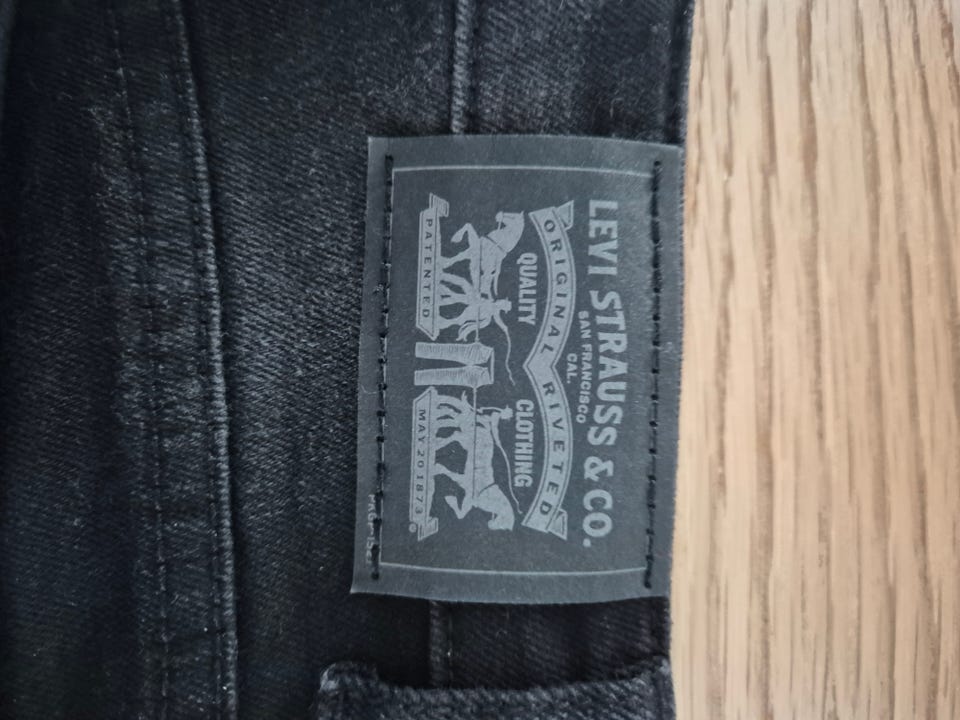 LEVI STRAUSS & CO.
SAN FRANCISCO
CAL.
ORIGINAL RIVETED
QUALITY CLOTHING
PATENTED MAY 20 1873